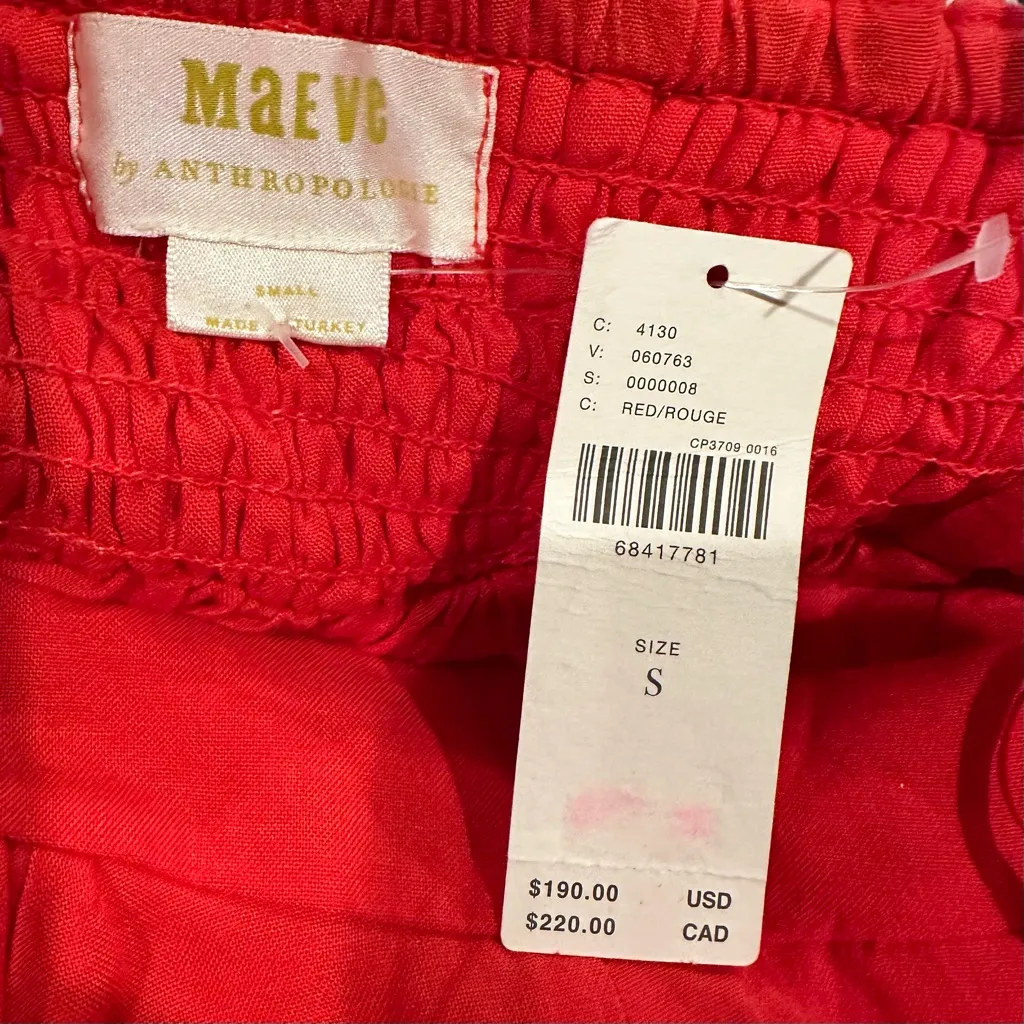 MaEVe
by ANTHROPOLOGIE
SMALL
MADE TURKEY
C: 4130
V: 060763
S: 0000008
C: RED/ROUGE
CP3709 0016
68417781
SIZE
S
$190.00 USD
$220.00 CAD